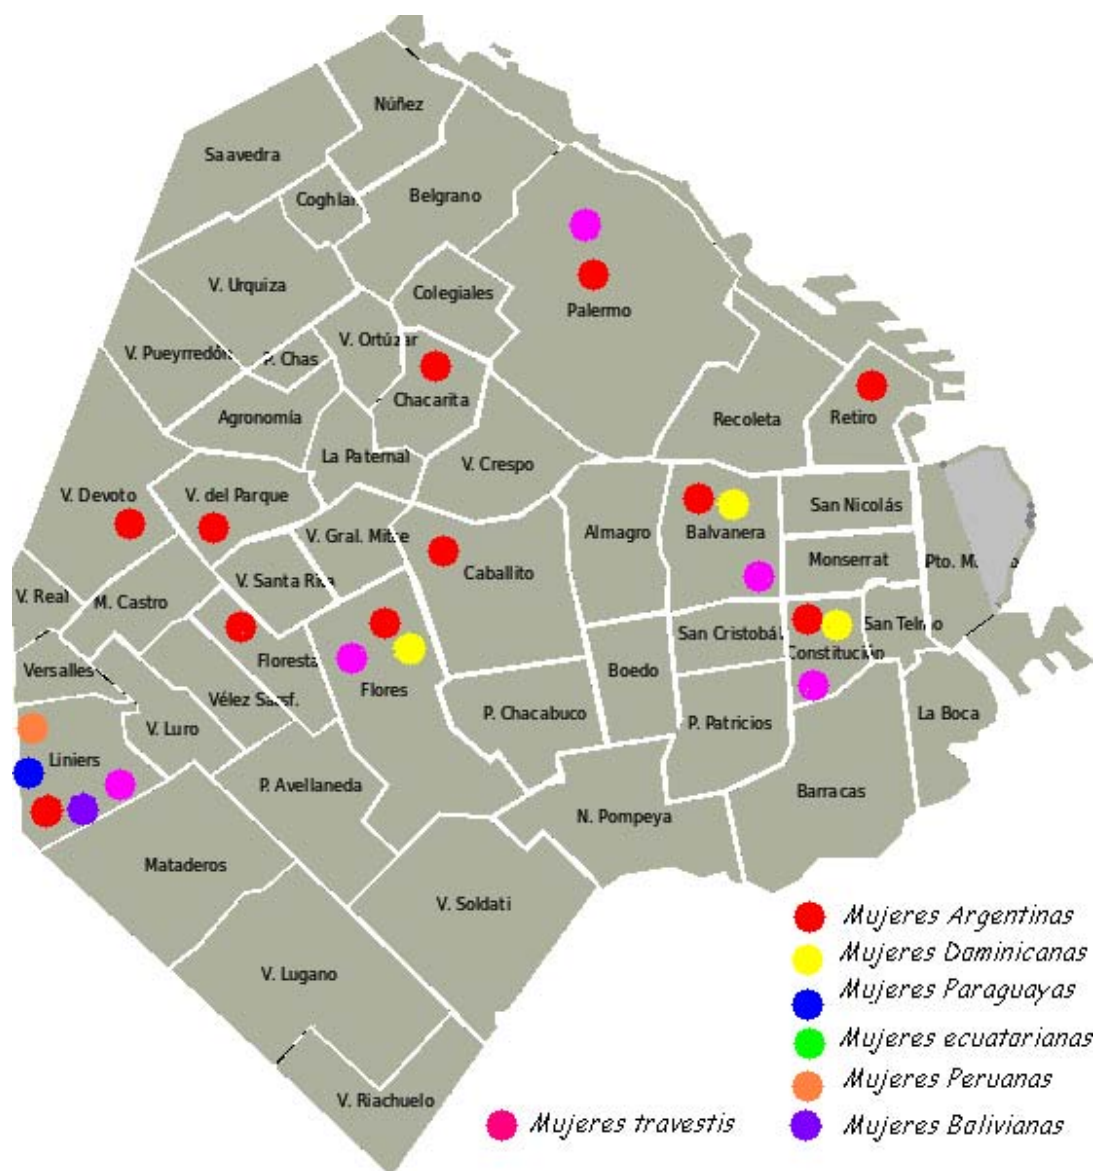 Núñez
Saavedra
Coghlan
Belgrano
V. Urquiza
Colegiales
Palermo
V. Ortúzar
V. Pueyrredón
P. Chas
Chacarita
Agronomía
Recoleta
Retiro
La Paternal
V. Crespo
V. Devoto
V. del Parque
San Nicolás
V. Gral. Mitre
Almagro
Balvanera
Monserrat
Pto. M
Caballito
V. Real
M. Castro
V. Santa Rita
San Cristobál
San Telmo
Constitución
Floresta
Versalles
Boedo
Flores
Vélez Sarsf.
P. Chacabuco
P. Patricios
La Boca
V. Luro
Liniers
P. Avellaneda
Barracas
N. Pompeya
Mataderos
V. Soldati
V. Lugano
V. Riachuelo
Mujeres Argentinas
Mujeres Dominicanas
Mujeres Paraguayas
Mujeres ecuatorianas
Mujeres Peruanas
Mujeres Bolivianas
Mujeres travestis